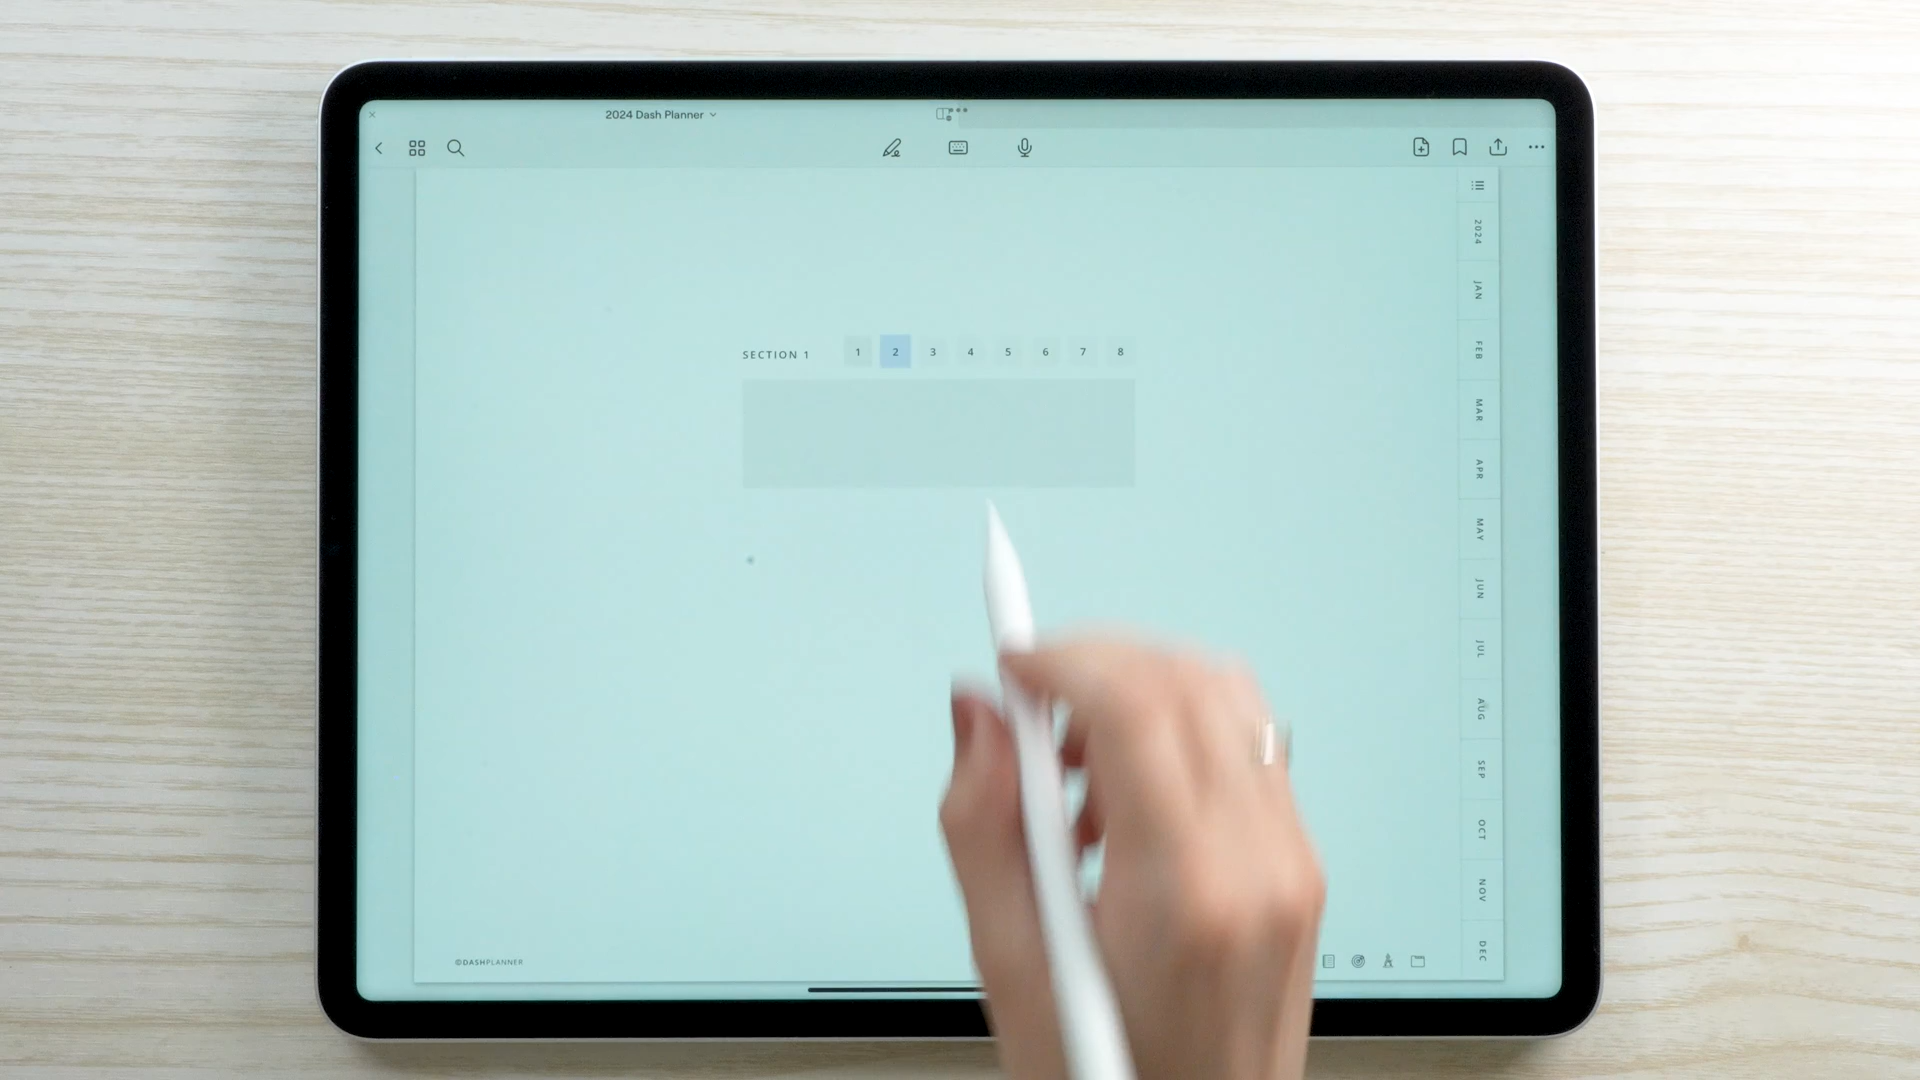 2024 Dash Planner
2024
JAN
FEB
MAR
APR
MAY
JUN
JUL
AUG
SEP
OCT
NOV
DEC
SECTION 1 1 2 3 4 5 6 7 8
©DASHPLANNER